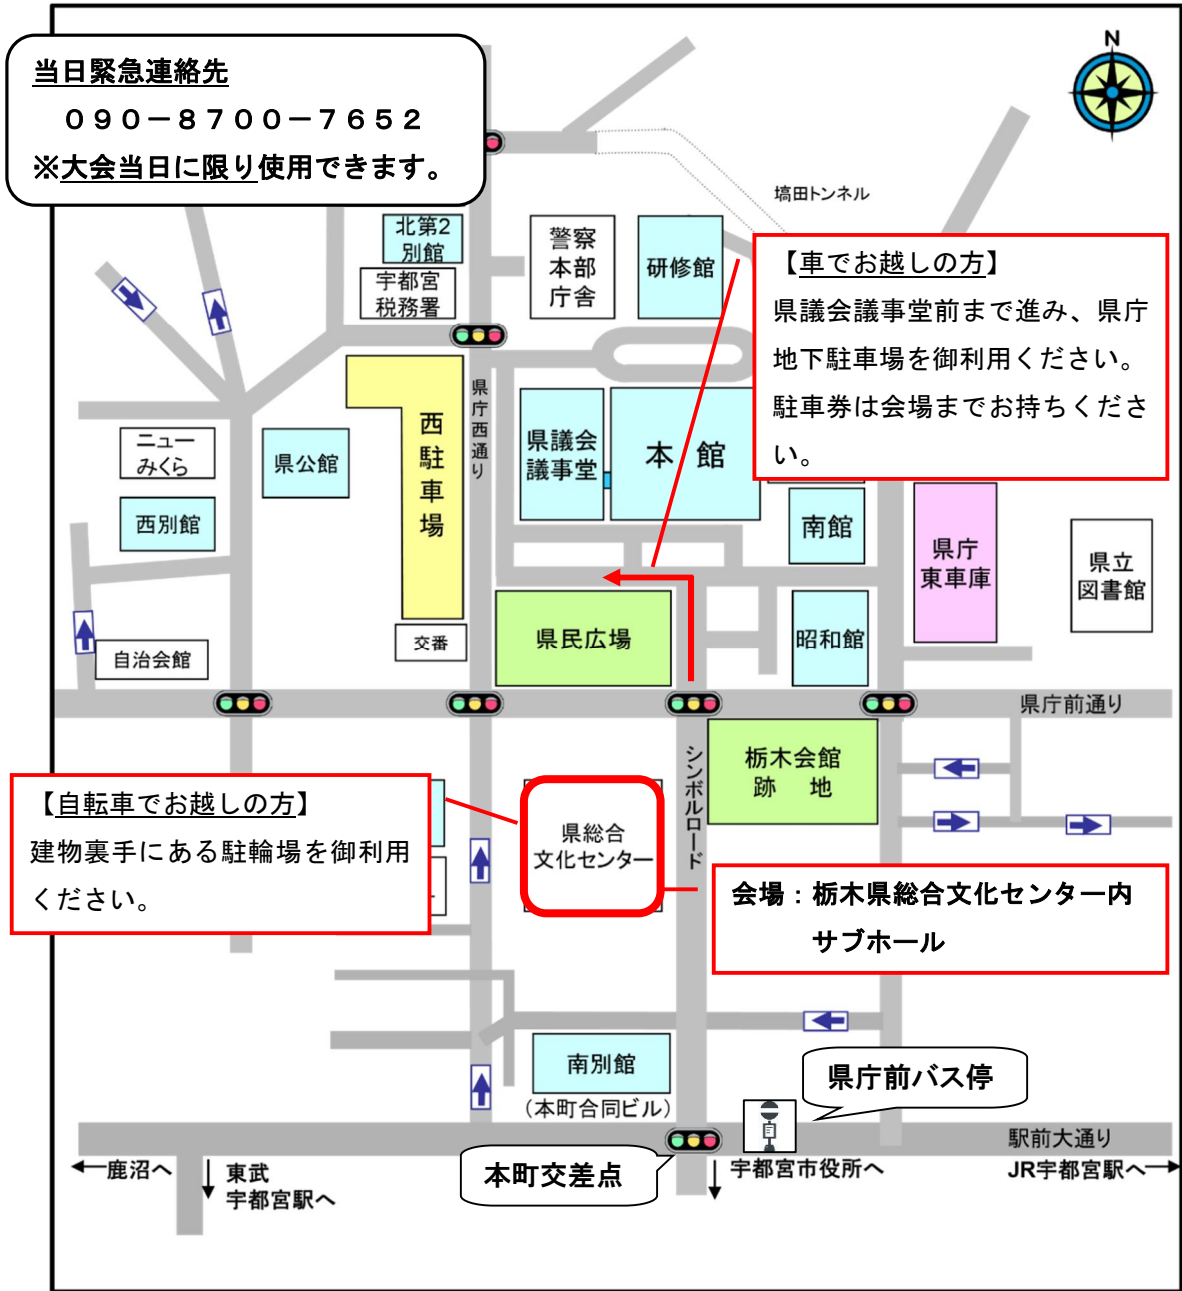 当日緊急連絡先
０９０－８７００－７６５２
※大会当日に限り使用できます。
N
塙田トンネル
北第2
別館
宇都宮
税務署
警察
本部
庁舎
研修館
【車でお越しの方】
県議会議事堂前まで進み、県庁
地下駐車場を御利用ください。
駐車券は会場までお持ちくださ
い。
県庁西通り
西駐車場
県議会
議事堂
本 館
ニュー
みくら
県公館
西別館
南館
県庁
東車庫
県立
図書館
県民広場
昭和館
交番
自治会館
県庁前通り
シンボルロード
栃木会館
跡 地
【自転車でお越しの方】
建物裏手にある駐輪場を御利用
ください。
県総合
文化センター
会場：栃木県総合文化センター内
サブホール
南別館
（本町合同ビル）
県庁前バス停
駅前大通り
本町交差点
鹿沼へ
東武
宇都宮駅へ
宇都宮市役所へ
JR宇都宮駅へ